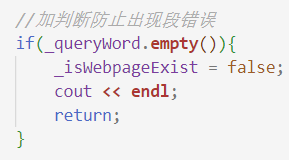 //加判断防止出现段错误
if(_queryWord.empty()){
    _isWebpageExist = false;
    cout << endl;
    return;
}